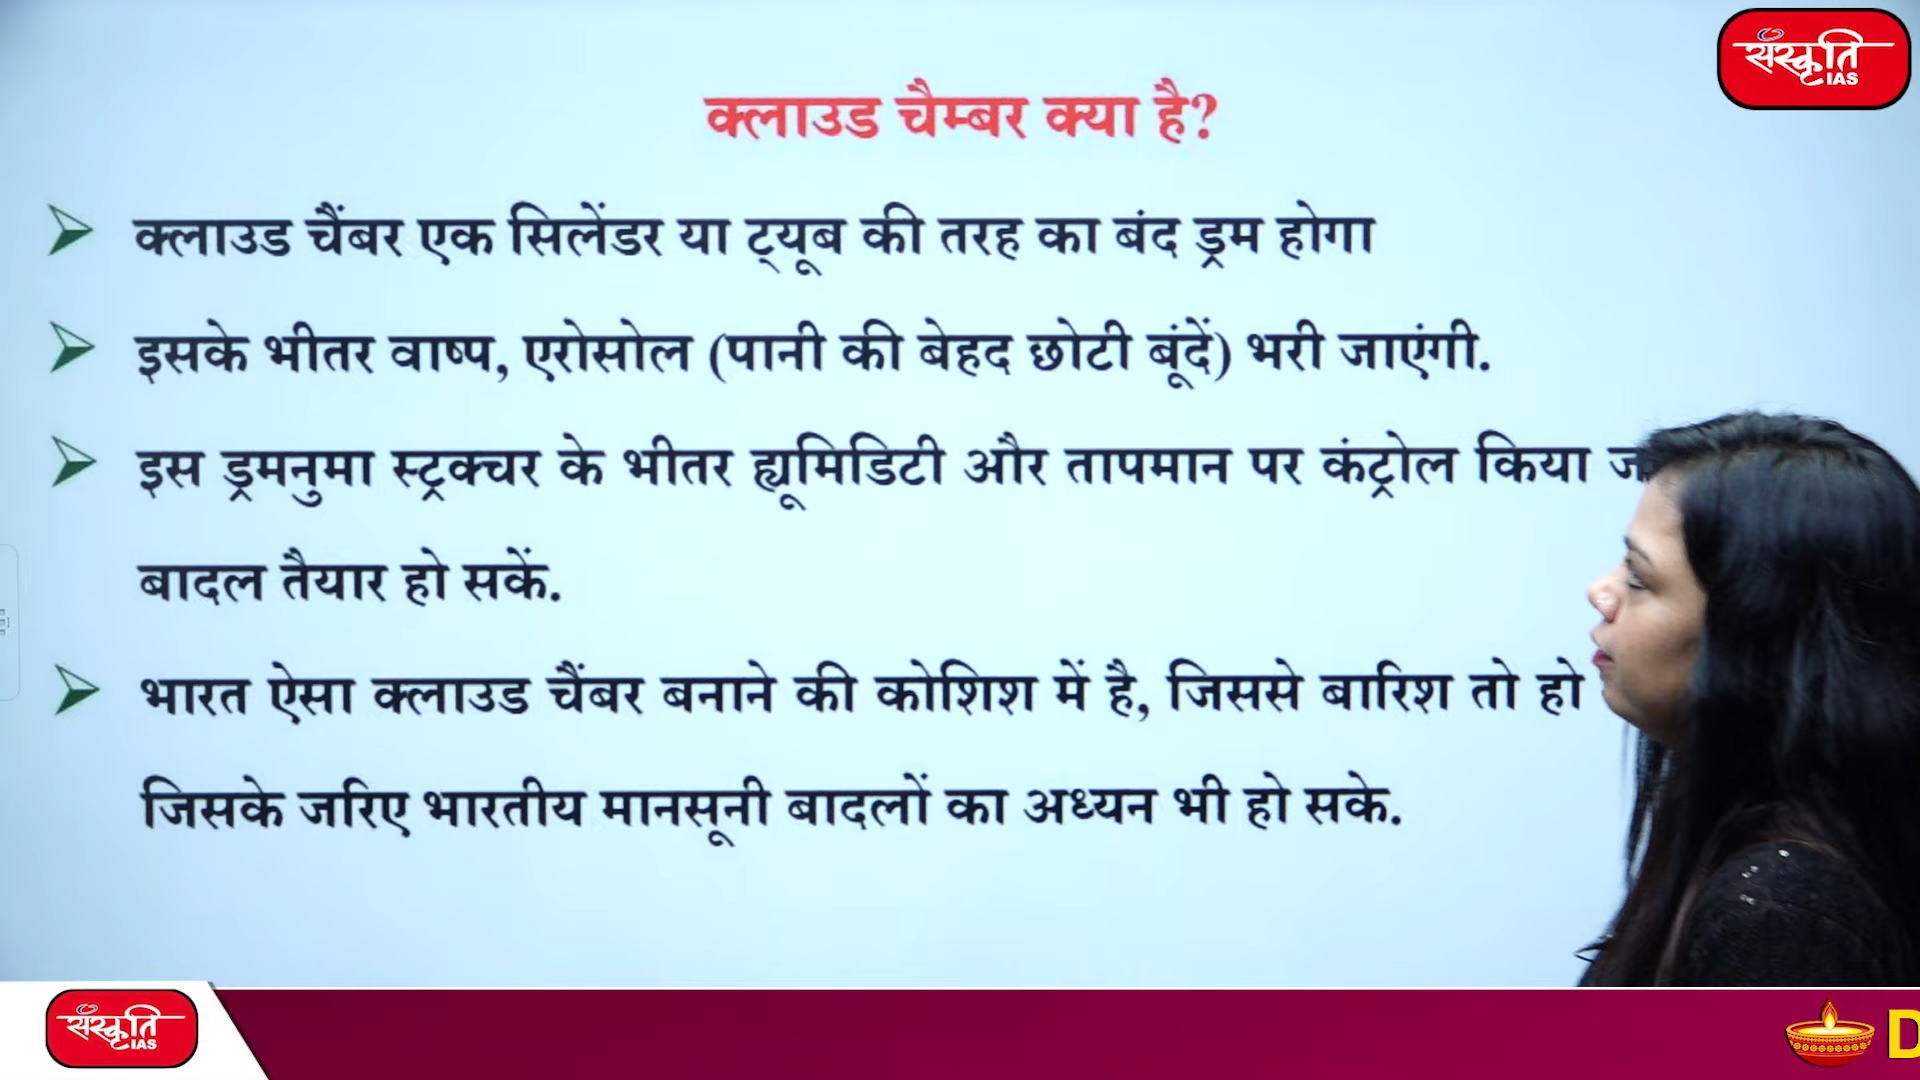 संस्कृति
IAS
क्लाउड चैम्बर क्या है?
क्लाउड चैंबर एक सिलेंडर या ट्यूब की तरह का बंद ड्रम होगा
इसके भीतर वाष्प, एरोसोल (पानी की बेहद छोटी बूंदें) भरी जाएंगी.
इस ड्रमनुमा स्ट्रक्चर के भीतर ह्यूमिडिटी और तापमान पर कंट्रोल किया
बादल तैयार हो सकें.
भारत ऐसा क्लाउड चैंबर बनाने की कोशिश में है, जिससे बारिश तो हो
जिसके जरिए भारतीय मानसूनी बादलों का अध्यन भी हो सके.
संस्कृति
IAS
D